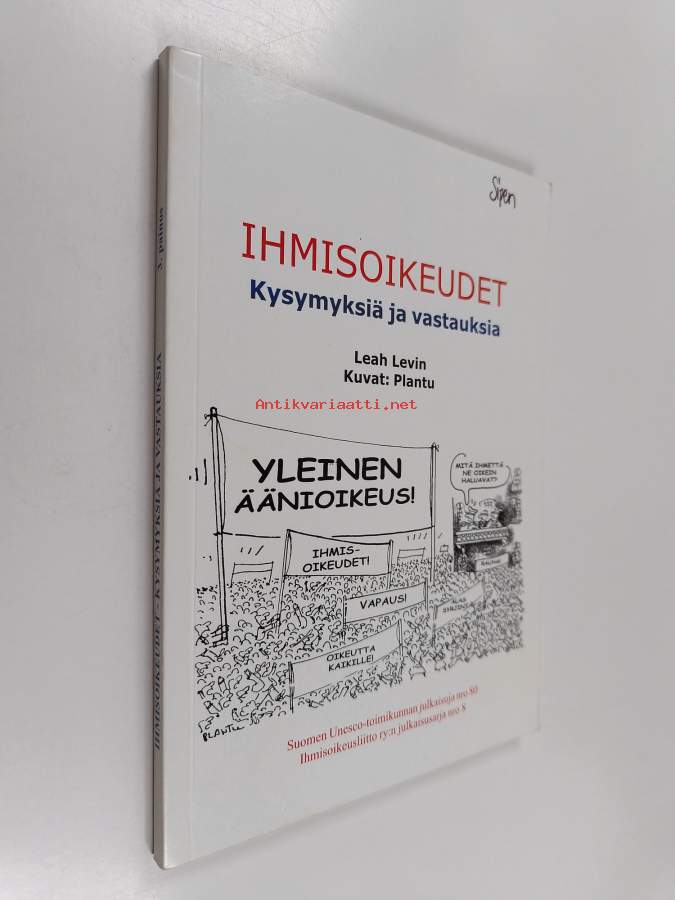 Sipen
IHMISOIKEUDET
Kysymyksiä ja vastauksia
Leah Levin
Kuvat: Plantu
Antikvariaatti.net
YLEINEN
ÄÄNIOIKEUS!
MITÄ IHMETTÄ
NE OIKEIN
HALUAVAT?
IHMIS-
OIKEUDET!
VAPAUS!
OIKEUTTA
KAIKILLE!
PLANTU
Suomen Unesco-toimikunnan julkaisuja nro 80
Ihmisoikeusliitto ry:n julkaisusarja nro 8
IHMISOIKEUDET - KYSYMYKSIÄ JA VASTAUKSIA 3. painos